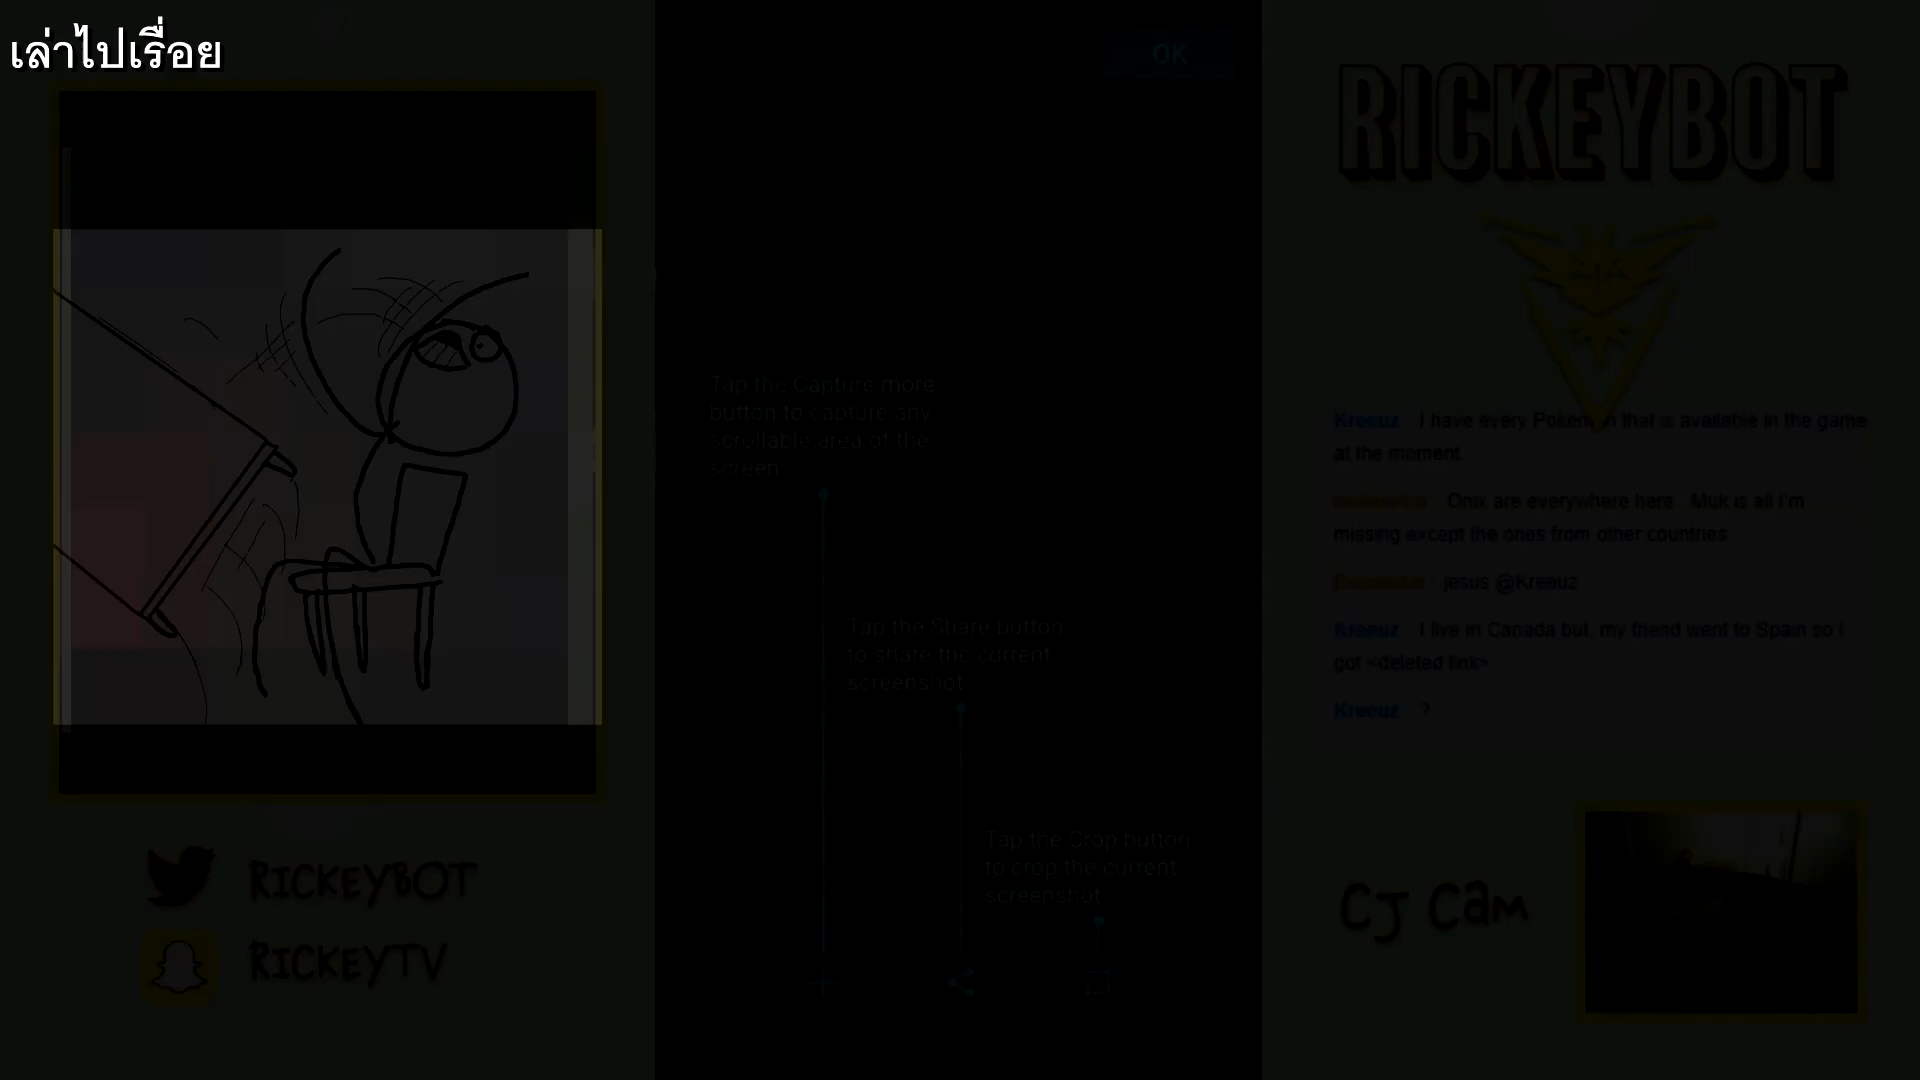 เล่าไปเรื่อย
OK
RICKEYBOT
Tap the Capture more
button to capture any
scrollable area of the
screen.
Tap the Share button
to share the current
screenshot.
Tap the Crop button
to crop the current
screenshot.
Kreeuz I have every that is available in the game
at the moment.
: Onix are everywhere here . Muk is all I'm
missing except the ones from other countries
: jesus @Kreeuz
Kreeuz I live in Canada but, my friend went to Spain so I
got <deleted link>
Kreeuz ?
RICKEYBOT
RICKEYTV
CJ CAM